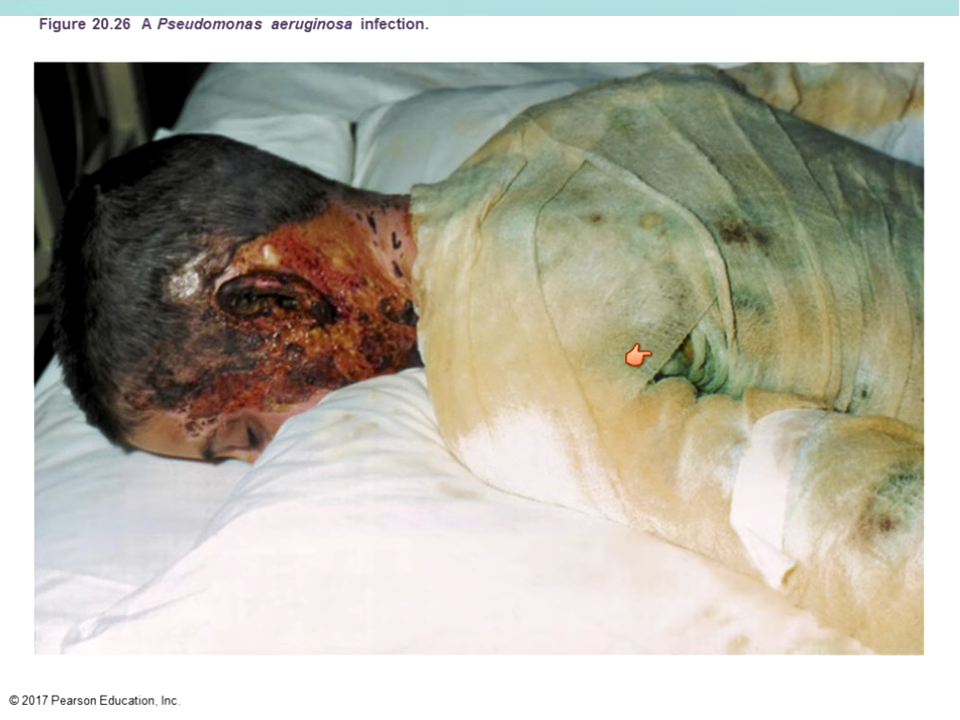 Figure 20.26 A Pseudomonas aeruginosa infection.
© 2017 Pearson Education, Inc.